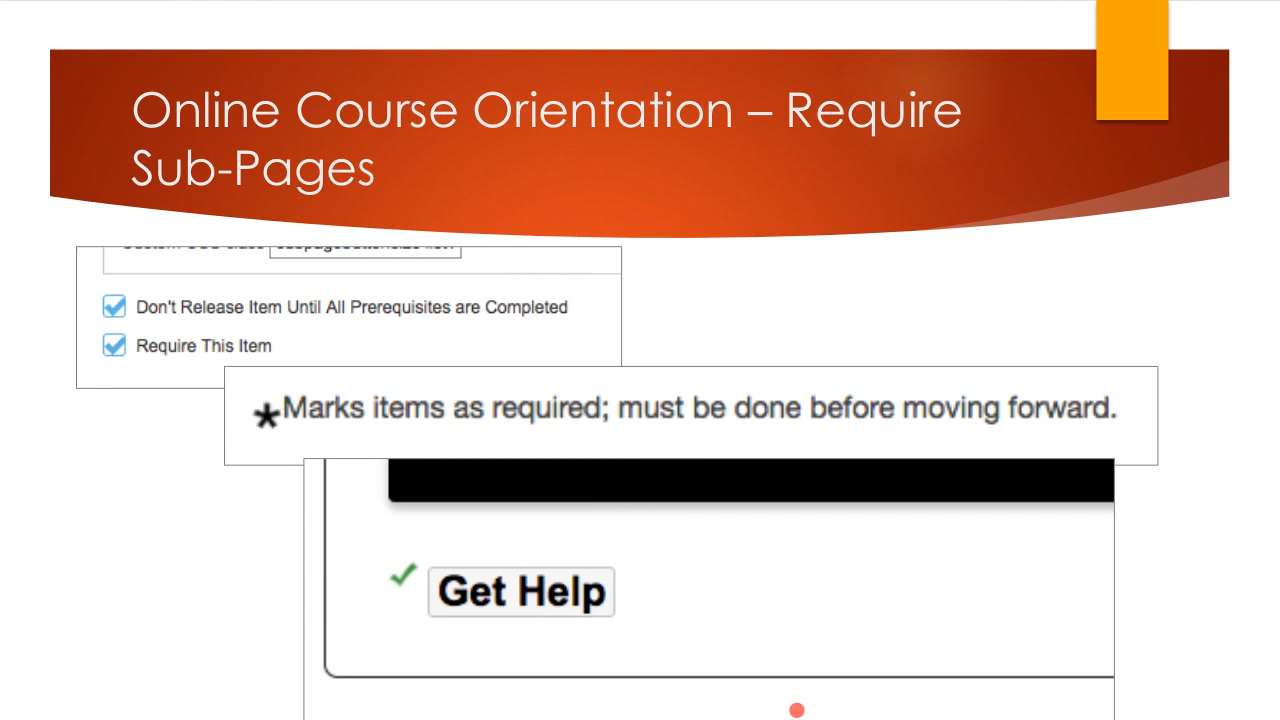 Online Course Orientation – Require
Sub-Pages
Don't Release Item Until All Prerequisites are Completed
Require This Item
*Marks items as required; must be done before moving forward.
Get Help